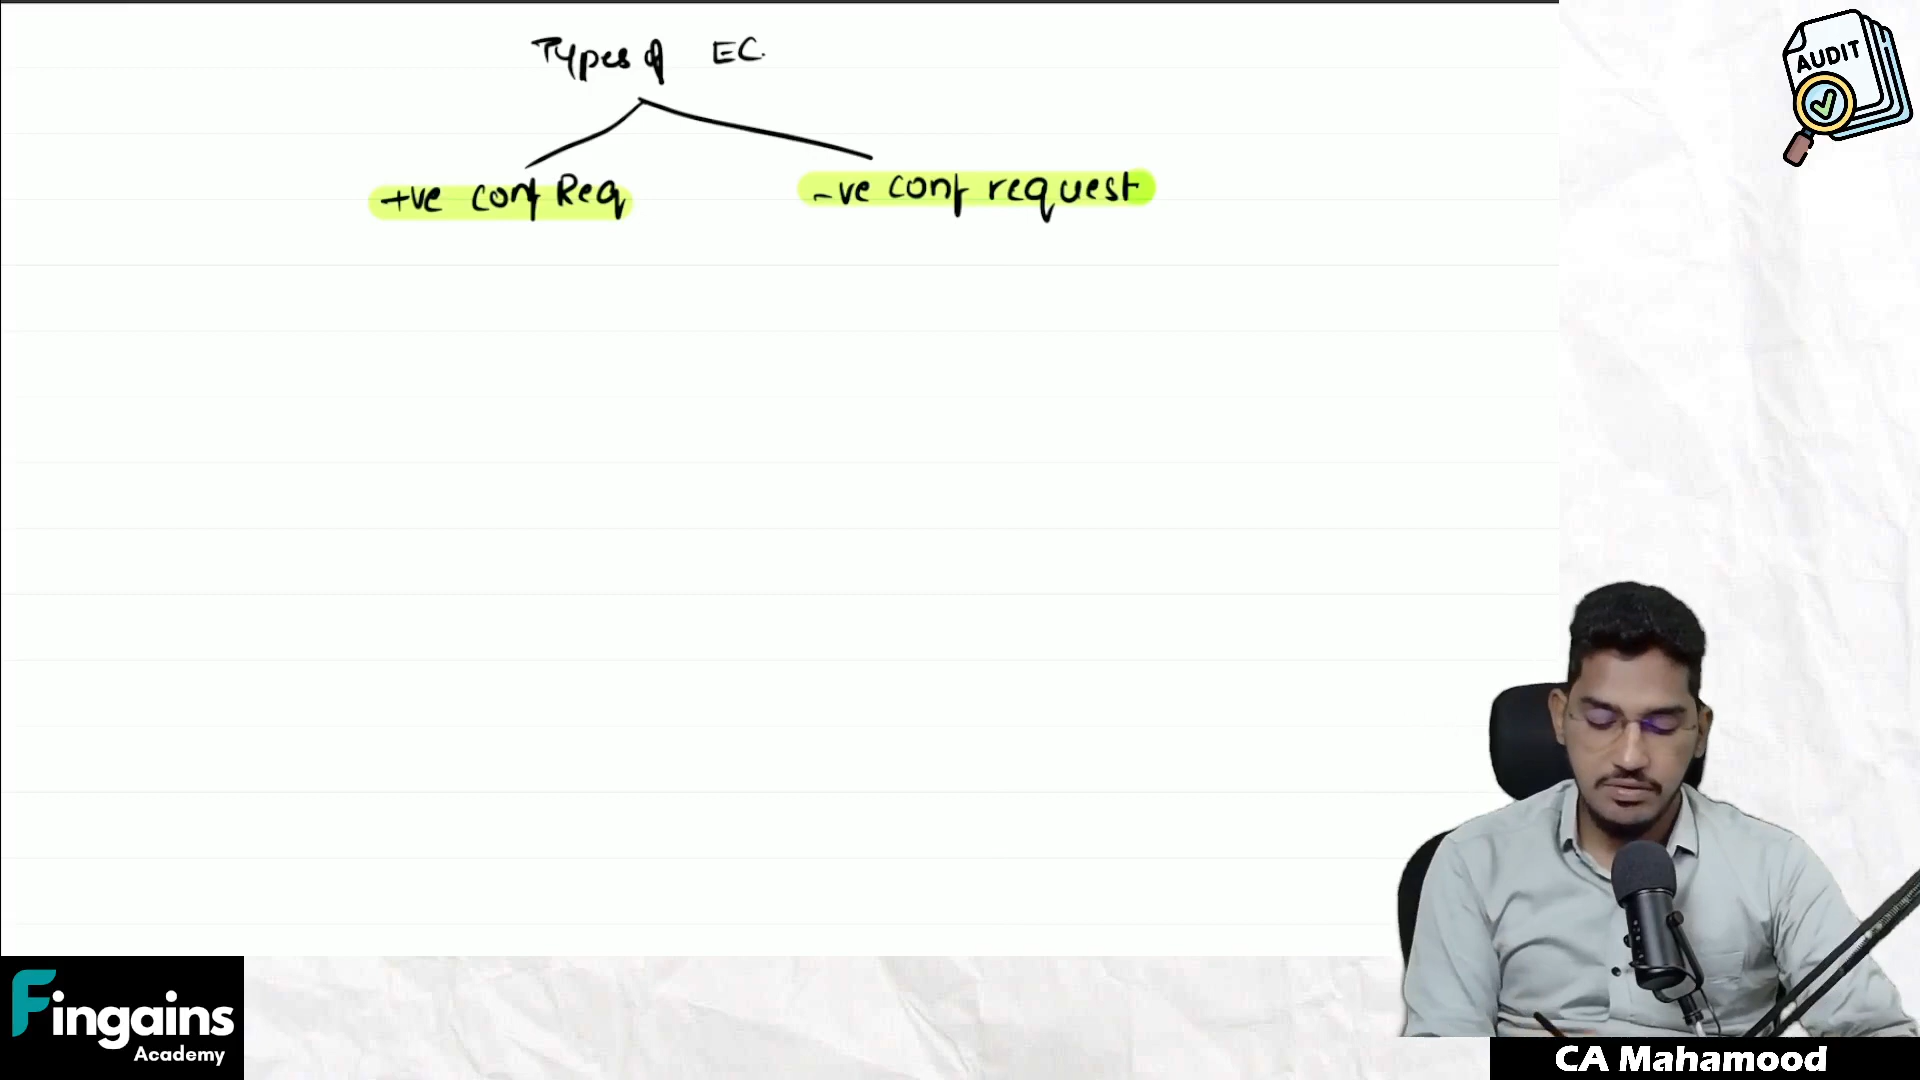 Types of EC.
AUDIT
+ve conf Req
-ve conf request
Fingains
Academy
CA Mahamood